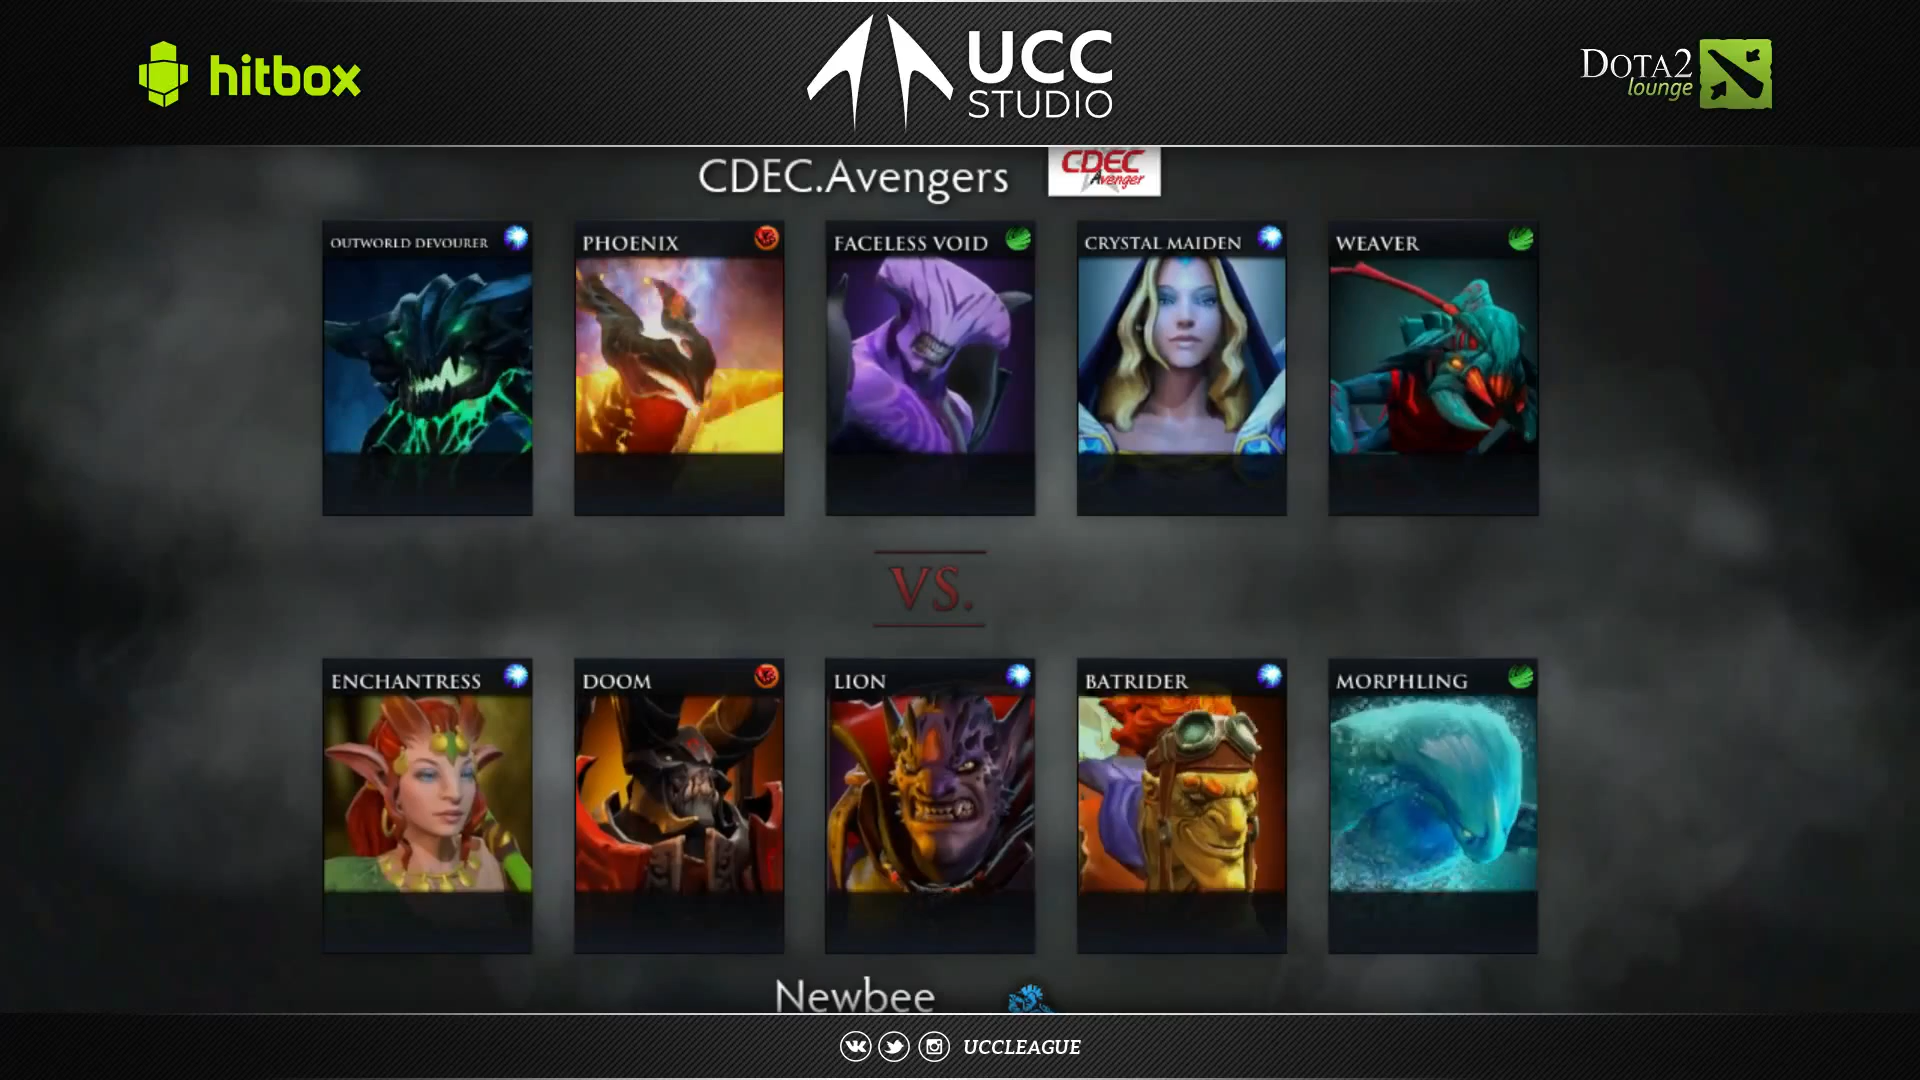 hitbox
UCC
STUDIO
DOTA2
lounge
CDEC.Avengers
CDEC
Avenger
OUTWORLD DEVOURER
PHOENIX
FACELESS VOID
CRYSTAL MAIDEN
WEAVER
VS.
ENCHANTRESS
DOOM
LION
BATRIDER
MORPHLING
Newbee
UCCLEAGUE